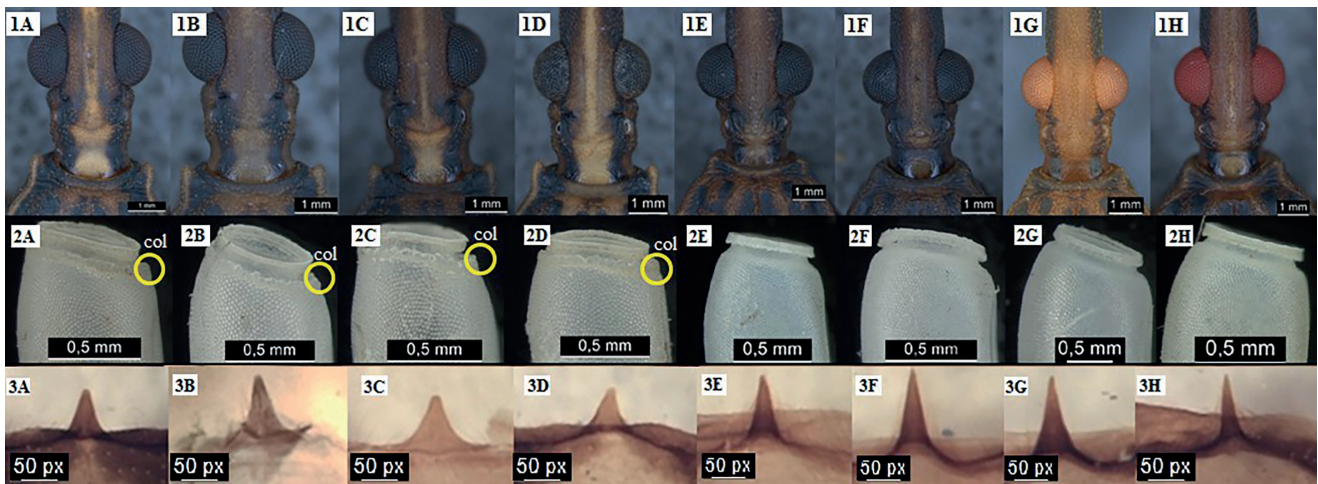 1A 1B 1C 1D 1E 1F 1G 1H
1 mm 1 mm 1 mm 1 mm 1 mm 1 mm 1 mm 1 mm
2A 2B 2C 2D 2E 2F 2G 2H
col col col col
0,5 mm 0,5 mm 0,5 mm 0,5 mm 0,5 mm 0,5 mm 0,5 mm 0,5 mm
3A 3B 3C 3D 3E 3F 3G 3H
50 px 50 px 50 px 50 px 50 px 50 px 50 px 50 px